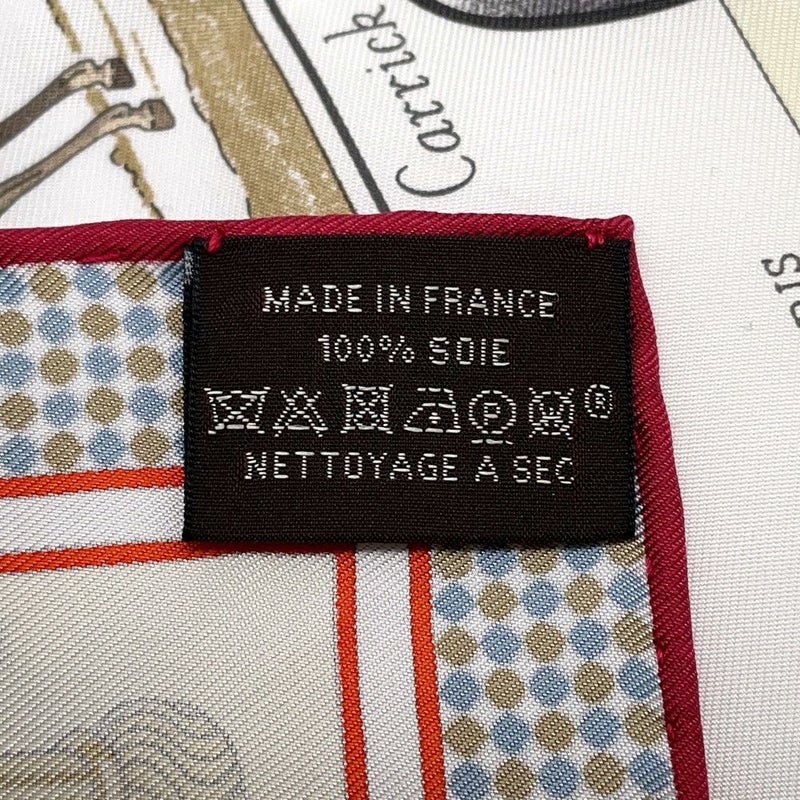 Carrick
MADE IN FRANCE
100% SOIE
®
NETTOYAGE A SEC